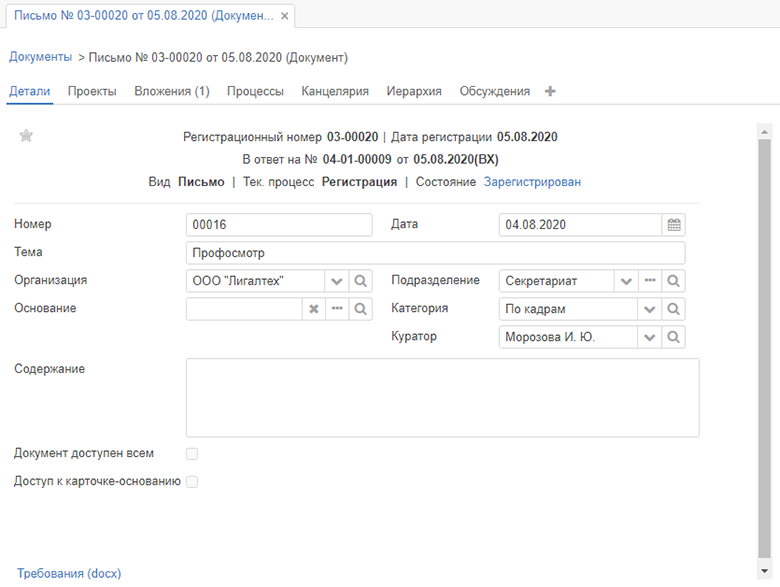 Письмо № 03-00020 от 05.08.2020 (Докумен... ×
Документы > Письмо № 03-00020 от 05.08.2020 (Документ)
Детали Проекты Вложения (1) Процессы Канцелярия Иерархия Обсуждения
Регистрационный номер 03-00020 | Дата регистрации 05.08.2020
В ответ на № 04-01-00009 от 05.08.2020(ВХ)
Вид Письмо | Тек. процесс Регистрация | Состояние Зарегистрирован
Номер 00016 Дата 04.08.2020
Тема Профосмотр
Организация ООО "Лигалтех" Подразделение Секретариат
Основание Категория По кадрам
Куратор Морозова И. Ю.
Содержание
Документ доступен всем
Доступ к карточке-основанию
Требования (docx)